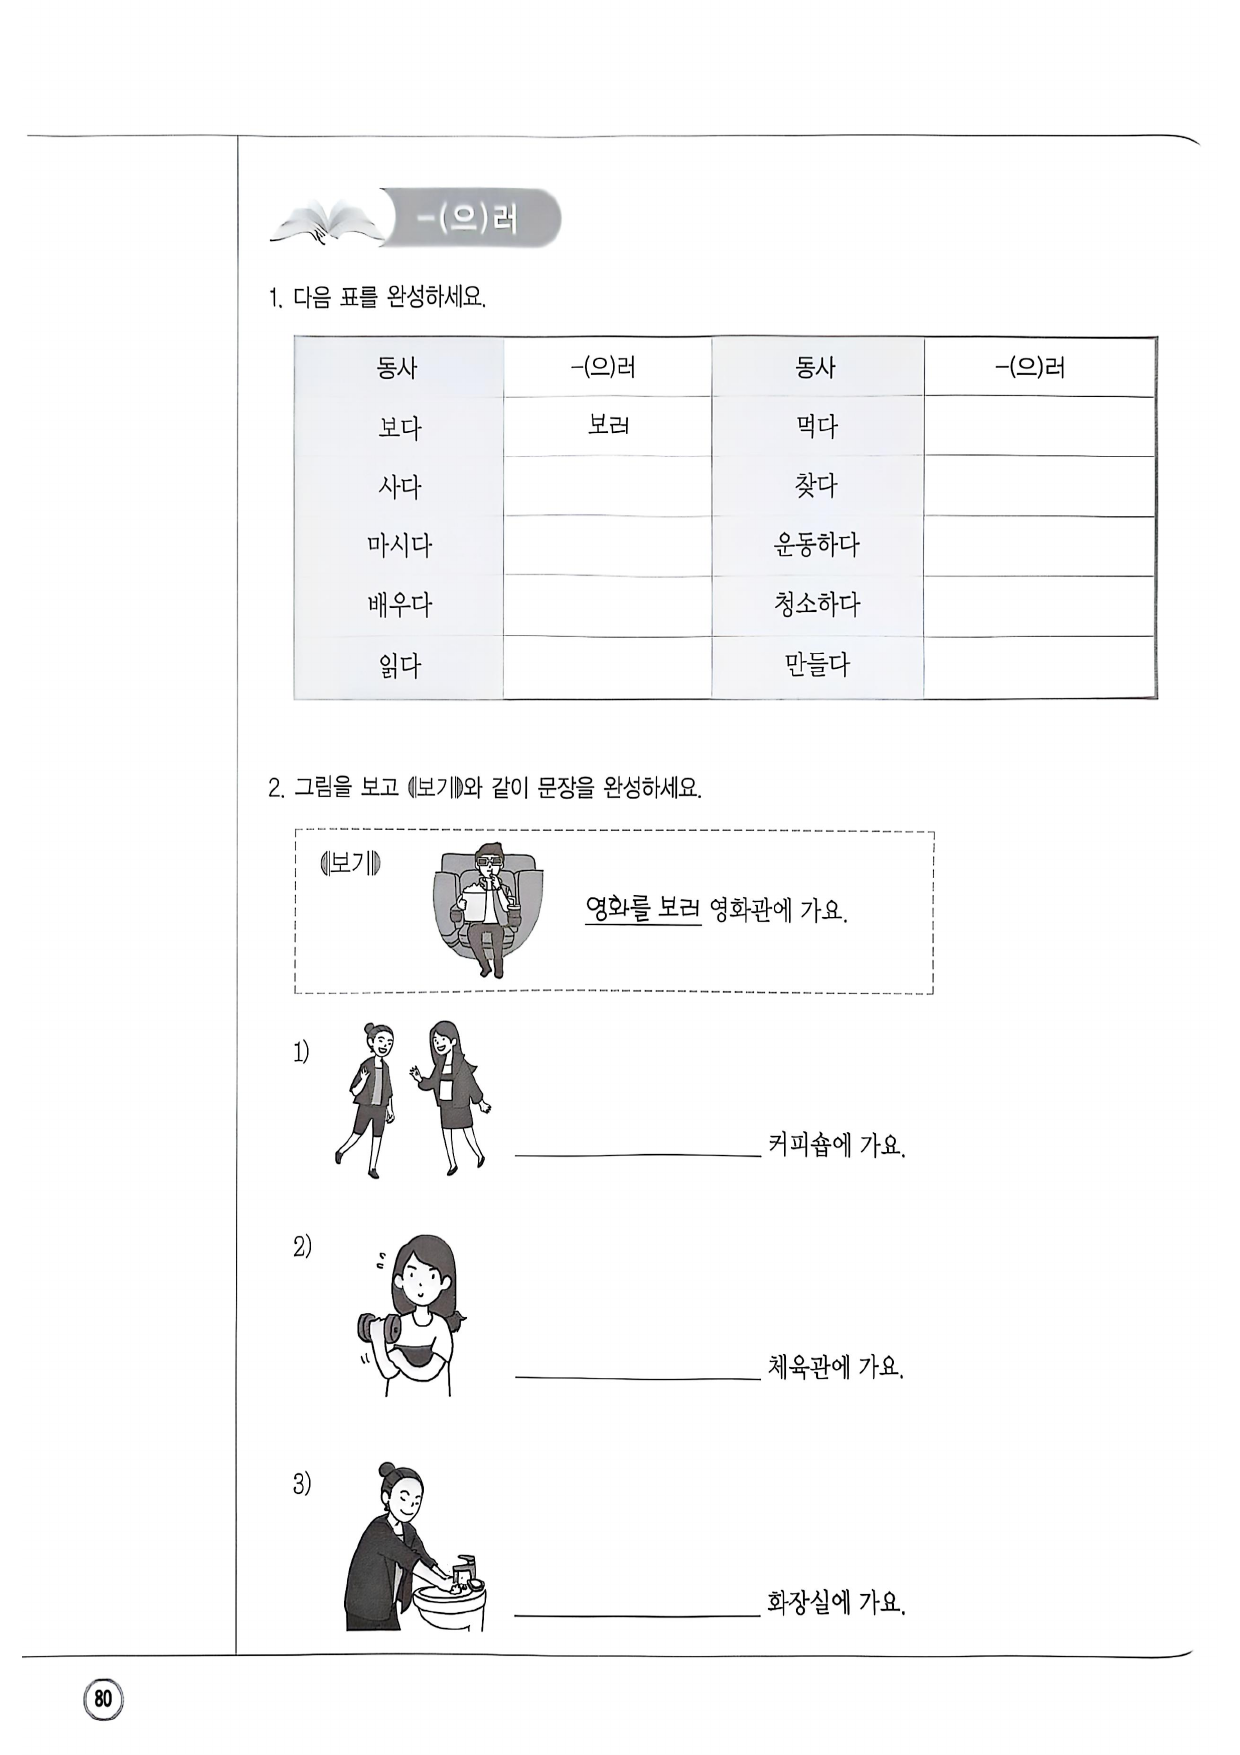 -(으)러
1. 다음 표를 완성하세요.
동사 -(으)러 동사 -(으)러
보다 보러 먹다
사다 찾다
마시다 운동하다
배우다 청소하다
읽다 만들다
2. 그림을 보고 《보기》와 같이 문장을 완성하세요.
《보기》
영화를 보러 영화관에 가요.
1)
커피숍에 가요.
2)
체육관에 가요.
3)
화장실에 가요.
80